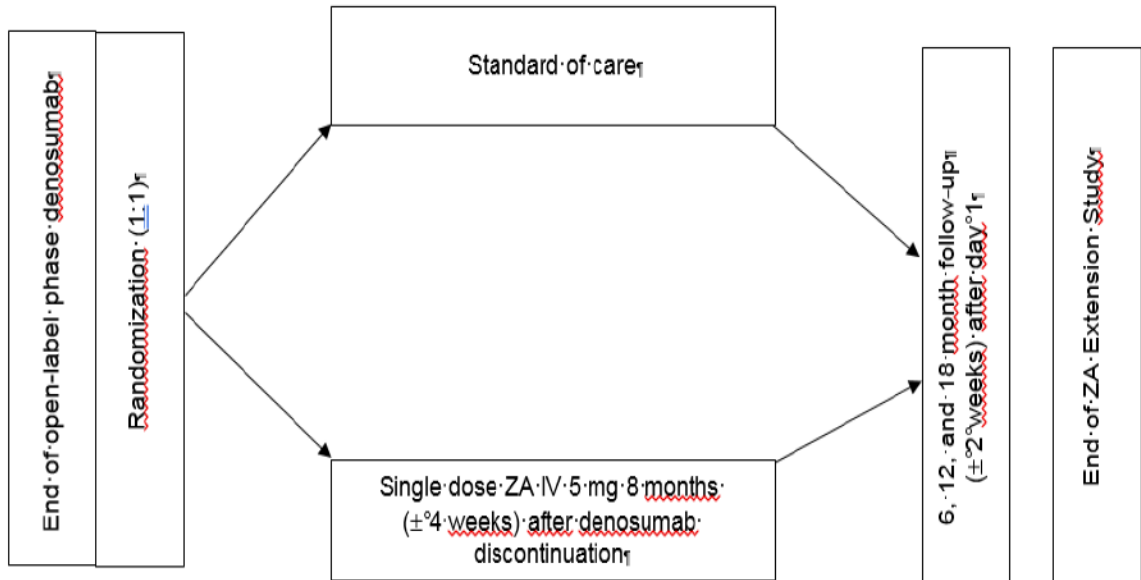 End of open-label phase denosumab
Randomization (1:1)
Standard of care
Single dose ZA IV 5 mg 8 months
(±°4 weeks) after denosumab
discontinuation
6, 12, and 18 month follow-up
(±°2°weeks) after day°1
End of ZA Extension Study